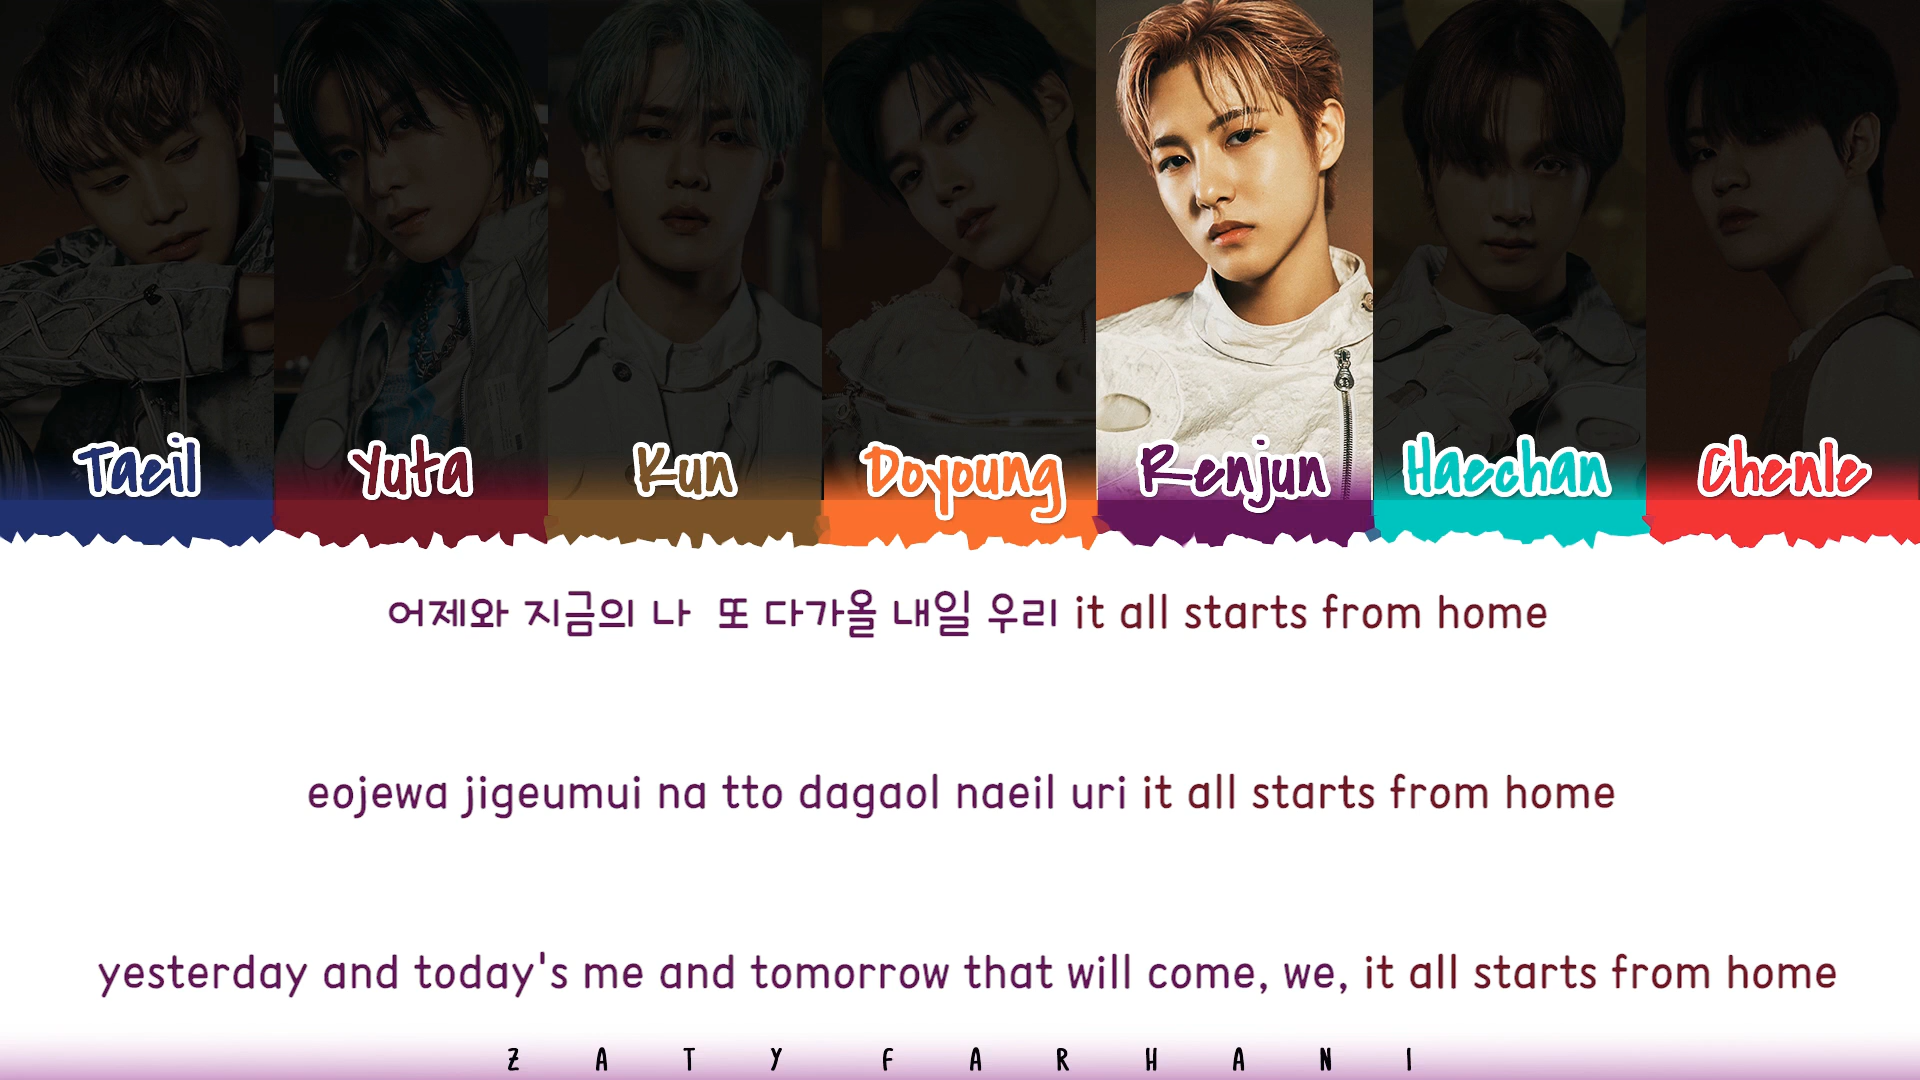 Taeil Yuta Kun Doyoung Renjun Haechan Chenle
어제와 지금의 나 또 다가올 내일 우리 it all starts from home
eojewa jigeumui na tto dagaol naeil uri it all starts from home
yesterday and today's me and tomorrow that will come, we, it all starts from home
ZATY FARHANI